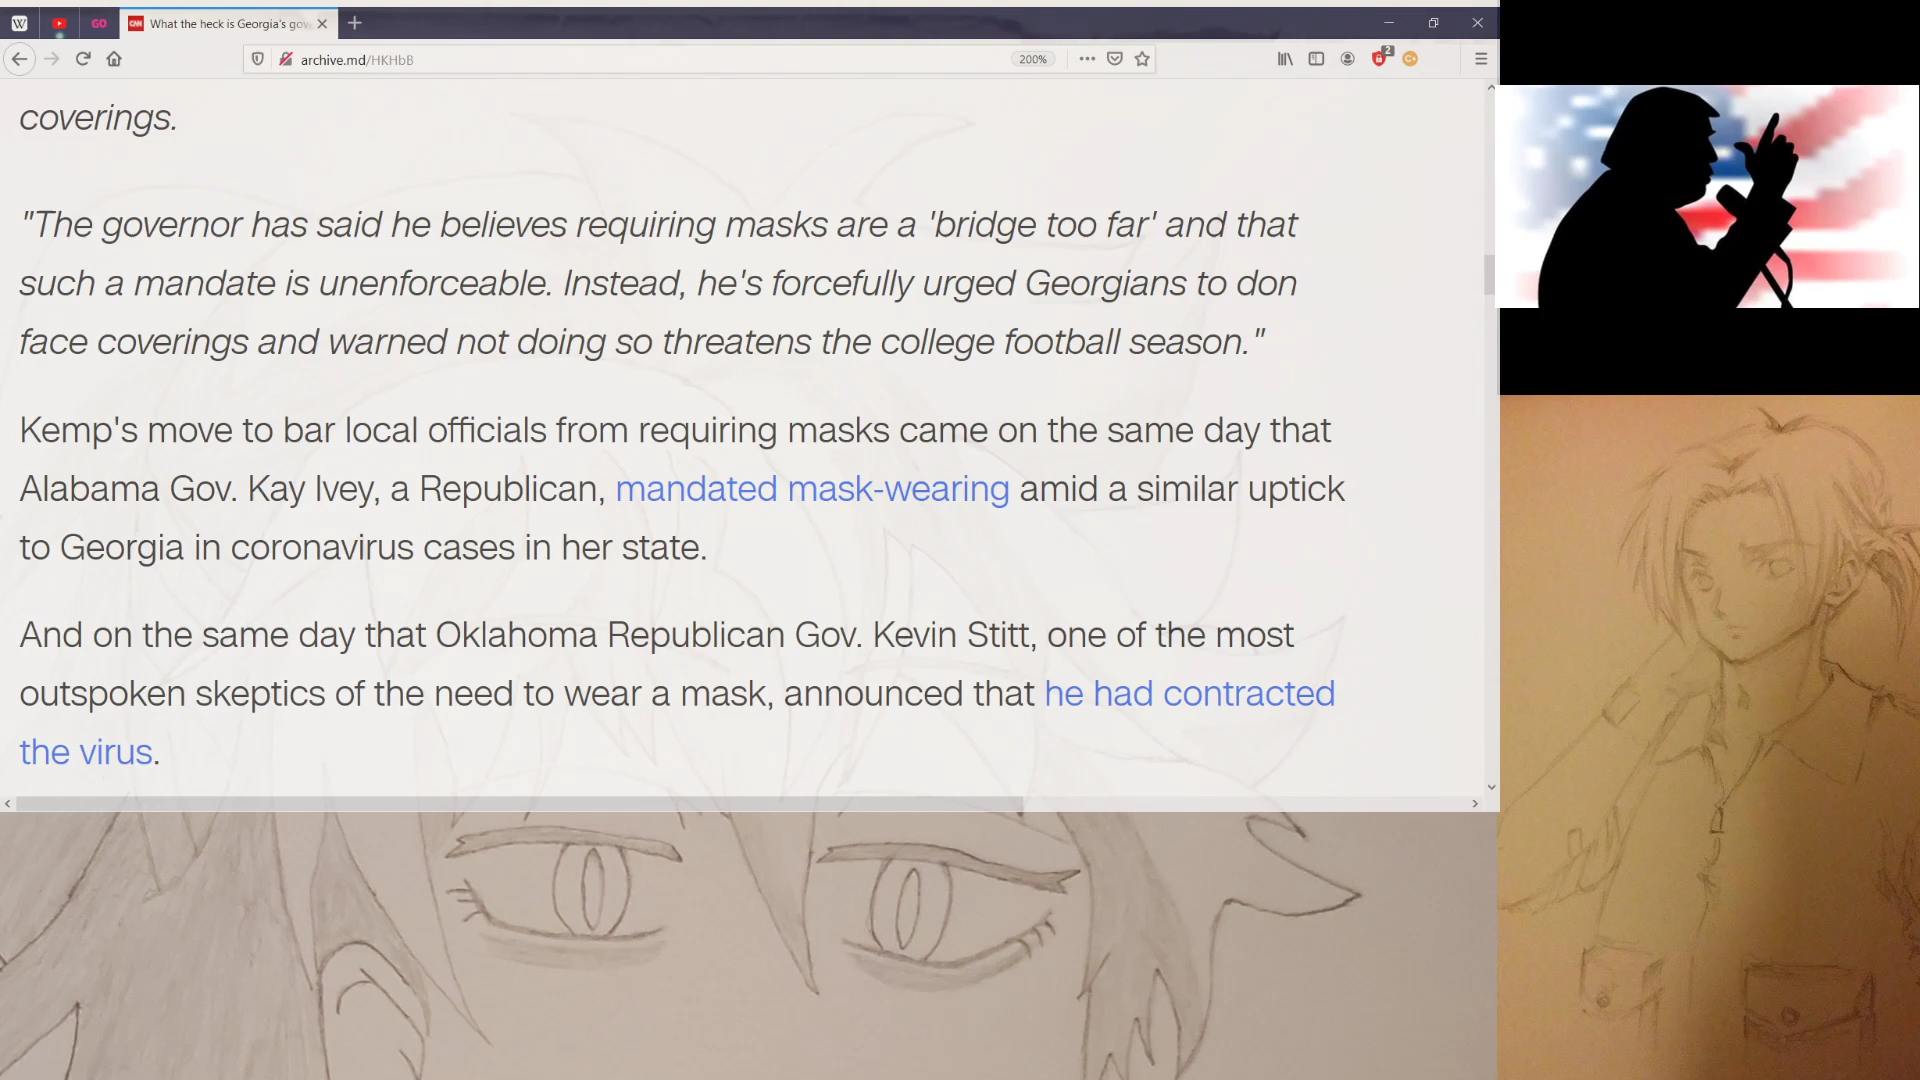 W
GO
CNN
What the heck is Georgia's gov
archive.md/HKHbB
200%
2
C+
coverings.
"The governor has said he believes requiring masks are a 'bridge too far' and that
such a mandate is unenforceable. Instead, he's forcefully urged Georgians to don
face coverings and warned not doing so threatens the college football season."
Kemp's move to bar local officials from requiring masks came on the same day that
Alabama Gov. Kay Ivey, a Republican, mandated mask-wearing amid a similar uptick
to Georgia in coronavirus cases in her state.
And on the same day that Oklahoma Republican Gov. Kevin Stitt, one of the most
outspoken skeptics of the need to wear a mask, announced that he had contracted
the virus.